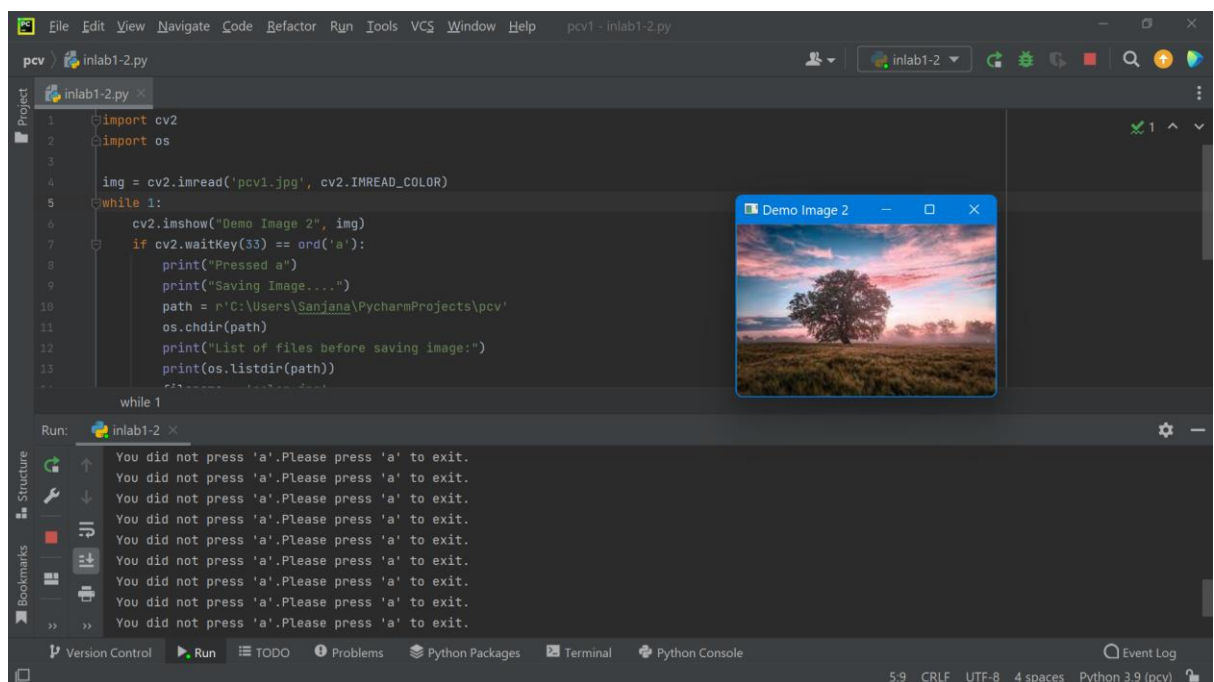 File Edit View Navigate Code Refactor Run Tools VCS Window Help pcv1 - inlab1-2.py
pcv inlab1-2.py inlab1-2
Project
inlab1-2.py
1 import cv2
2 import os
3
4 img = cv2.imread('pcv1.jpg', cv2.IMREAD_COLOR)
5 while 1:
6 cv2.imshow("Demo Image 2", img)
7 if cv2.waitKey(33) == ord('a'):
8 print("Pressed a")
9 print("Saving Image....")
10 path = r'C:\Users\Sanjana\PycharmProjects\pcv'
11 os.chdir(path)
12 print("List of files before saving image:")
13 print(os.listdir(path))
1
Demo Image 2
while 1
Run: inlab1-2
Structure
Bookmarks
You did not press 'a'.Please press 'a' to exit.
You did not press 'a'.Please press 'a' to exit.
You did not press 'a'.Please press 'a' to exit.
You did not press 'a'.Please press 'a' to exit.
You did not press 'a'.Please press 'a' to exit.
You did not press 'a'.Please press 'a' to exit.
You did not press 'a'.Please press 'a' to exit.
You did not press 'a'.Please press 'a' to exit.
You did not press 'a'.Please press 'a' to exit.
Version Control Run TODO Problems Python Packages Terminal Python Console Event Log
5:9 CRLF UTF-8 4 spaces Python 3.9 (pcv)